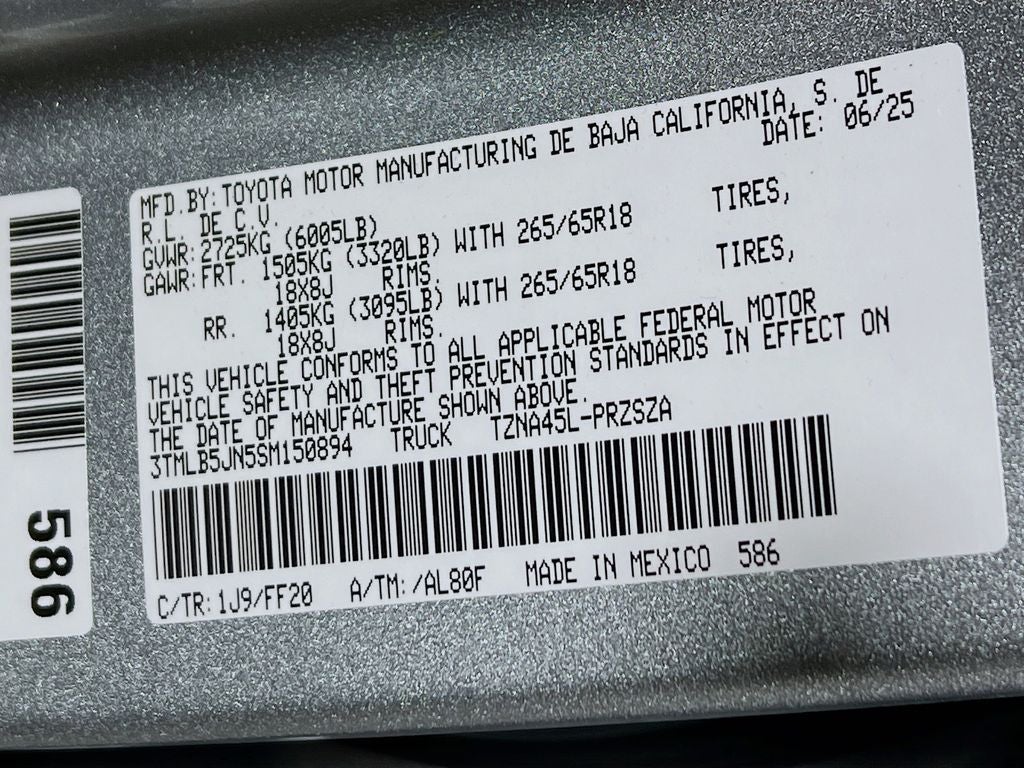 MFD.BY:TOYOTA MOTOR MANUFACTURING DE BAJA CALIFORNIA, S. DE
R.L. DE C.V. DATE: 06/25
GVWR:2725KG (6005LB)
GAWR:FRT. 1505KG (3320LB) WITH 265/65R18 TIRES,
18X8J RIMS.
RR. 1405KG (3095LB) WITH 265/65R18 TIRES,
18X8J RIMS.
THIS VEHICLE CONFORMS TO ALL APPLICABLE FEDERAL MOTOR
VEHICLE SAFETY AND THEFT PREVENTION STANDARDS IN EFFECT ON
THE DATE OF MANUFACTURE SHOWN ABOVE.
3TMLB5JN5SM150894 TRUCK TZNA45L-PRZSZA
C/TR:1J9/FF20 A/TM:/AL80F MADE IN MEXICO 586
586